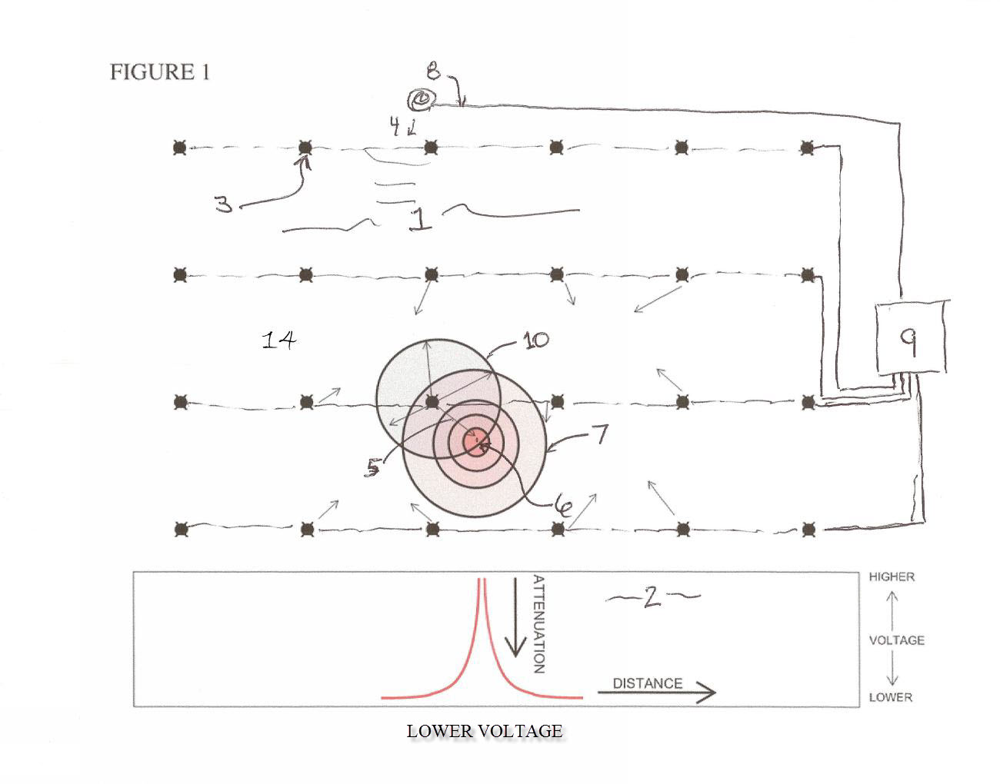 FIGURE 1
8
4
3
1
14
10
9
7
5
6
ATTENUATION
2
HIGHER
VOLTAGE
DISTANCE
LOWER
LOWER VOLTAGE